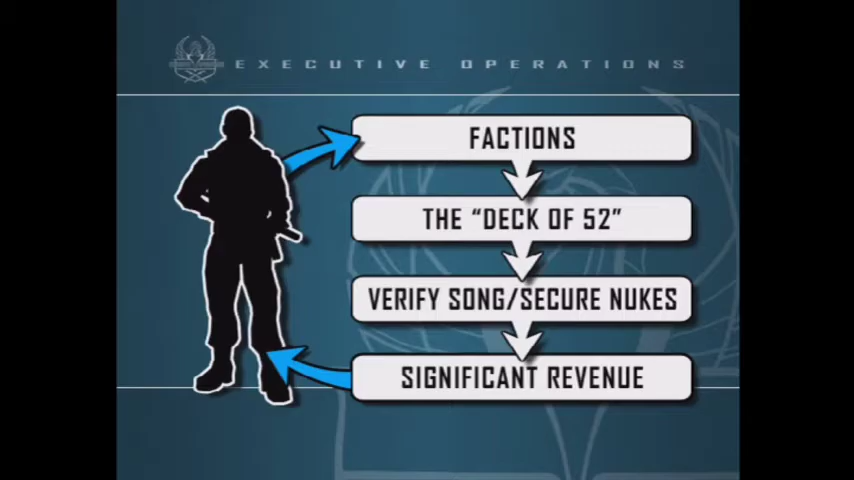 EXECUTIVE OPERATIONS
FACTIONS
THE “DECK OF 52”
VERIFY SONG/SECURE NUKES
SIGNIFICANT REVENUE